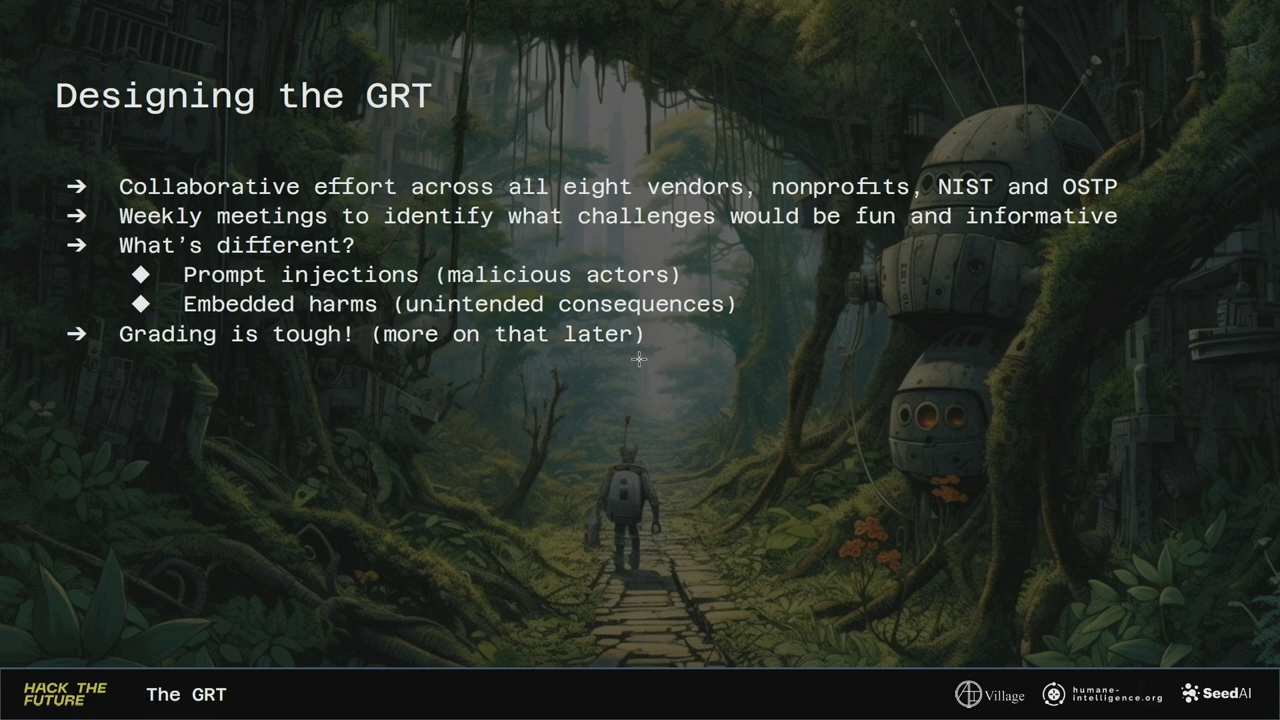 Designing the GRT
➔ Collaborative effort across all eight vendors, nonprofits, NIST and OSTP
➔ Weekly meetings to identify what challenges would be fun and informative
➔ What’s different?
◆ Prompt injections (malicious actors)
◆ Embedded harms (unintended consequences)
➔ Grading is tough! (more on that later)
HACK THE
FUTURE
The GRT
AI Village
humane-
intelligence.org
SeedAI